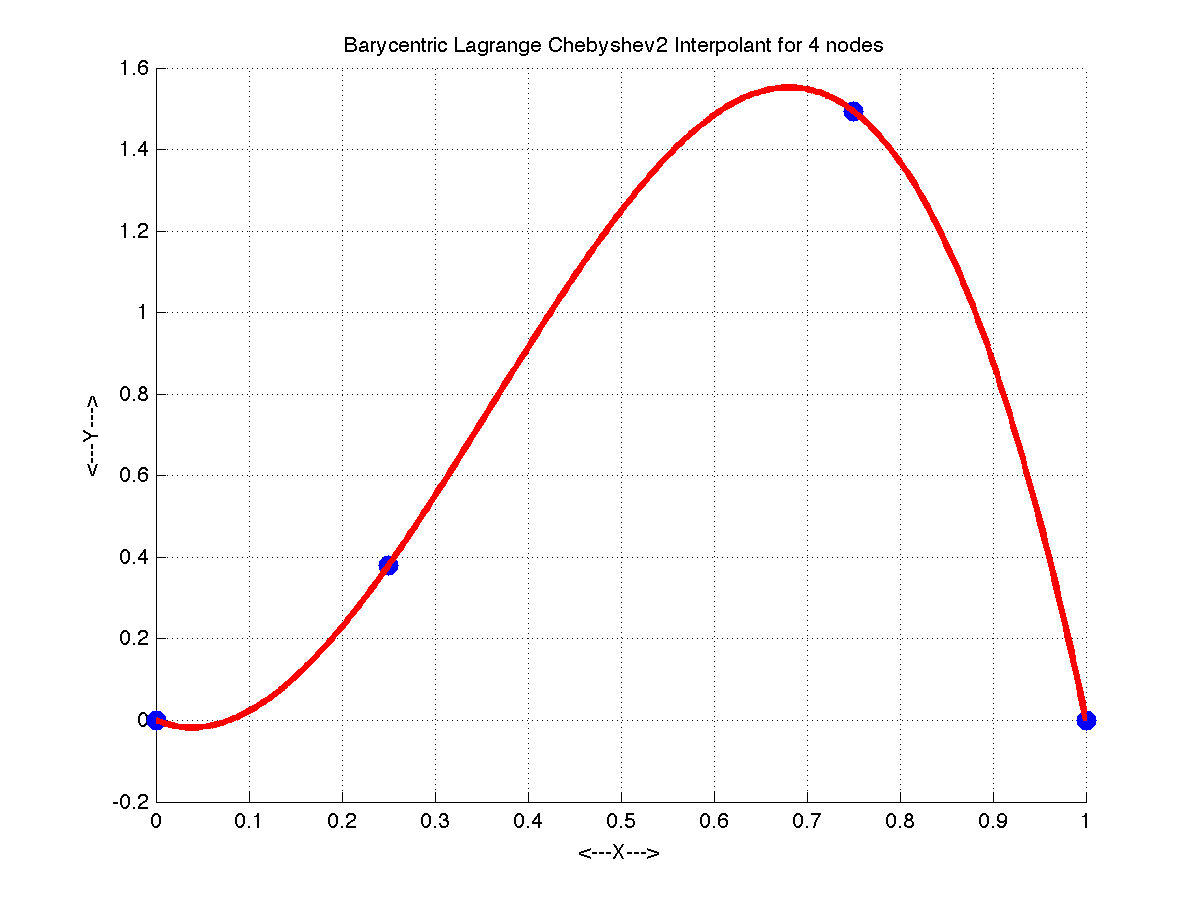 Barycentric Lagrange Chebyshev2 Interpolant for 4 nodes
1.6
1.4
1.2
1
0.8
0.6
0.4
0.2
0
-0.2
<---Y--->
0 0.1 0.2 0.3 0.4 0.5 0.6 0.7 0.8 0.9 1
<---X--->